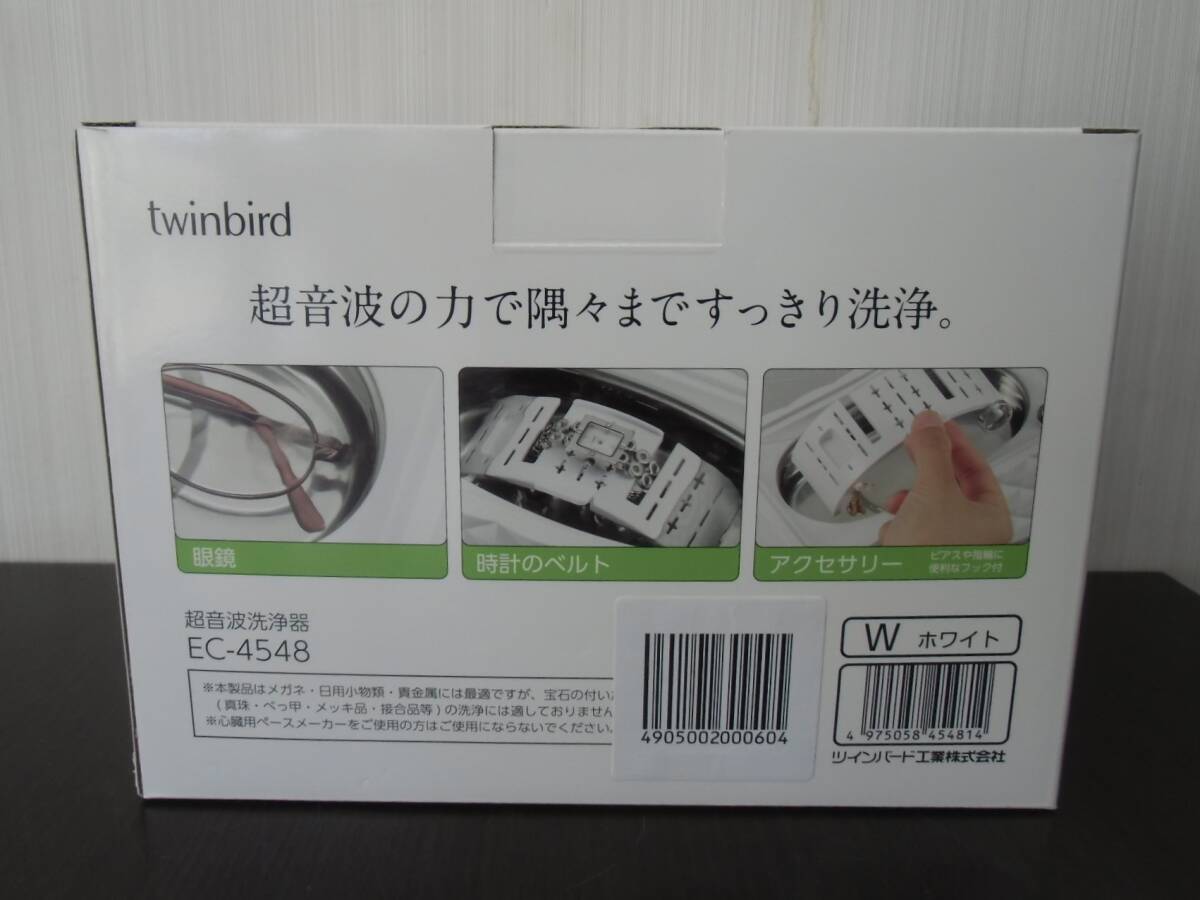 twinbird
超音波の力で隅々まですっきり洗浄。
眼鏡
時計のベルト
アクセサリー
ピアスや指輪に
便利なフック付
超音波洗浄器
EC-4548
※本製品はメガネ・日用小物類・貴金属には最適ですが、宝石の付いた
(真珠・べっ甲・メッキ品・接合品等)の洗浄には適しておりません
※心臓用ペースメーカーをご使用の方はご使用にならないでください。
4905002000604
W ホワイト
4 975058 454814
ツインバード工業株式会社